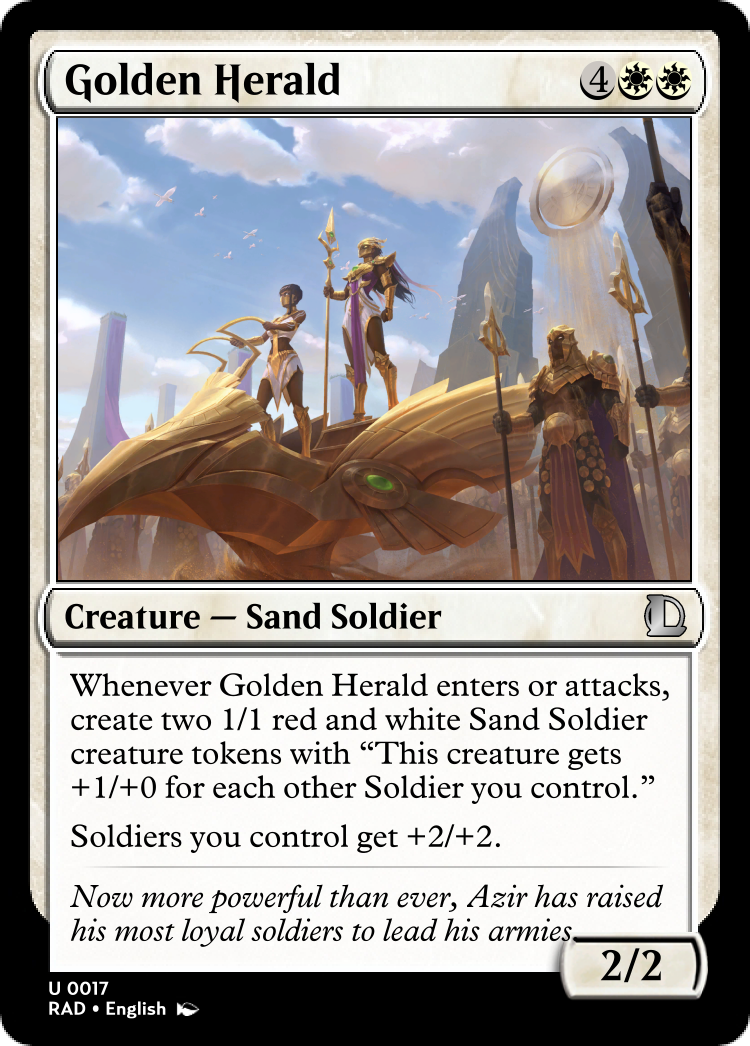 Golden Herald 4
Creature — Sand Soldier
Whenever Golden Herald enters or attacks,
create two 1/1 red and white Sand Soldier
creature tokens with “This creature gets
+1/+0 for each other Soldier you control.”
Soldiers you control get +2/+2.
Now more powerful than ever, Azir has raised
his most loyal soldiers to lead his armies.
2/2
U 0017
RAD • English